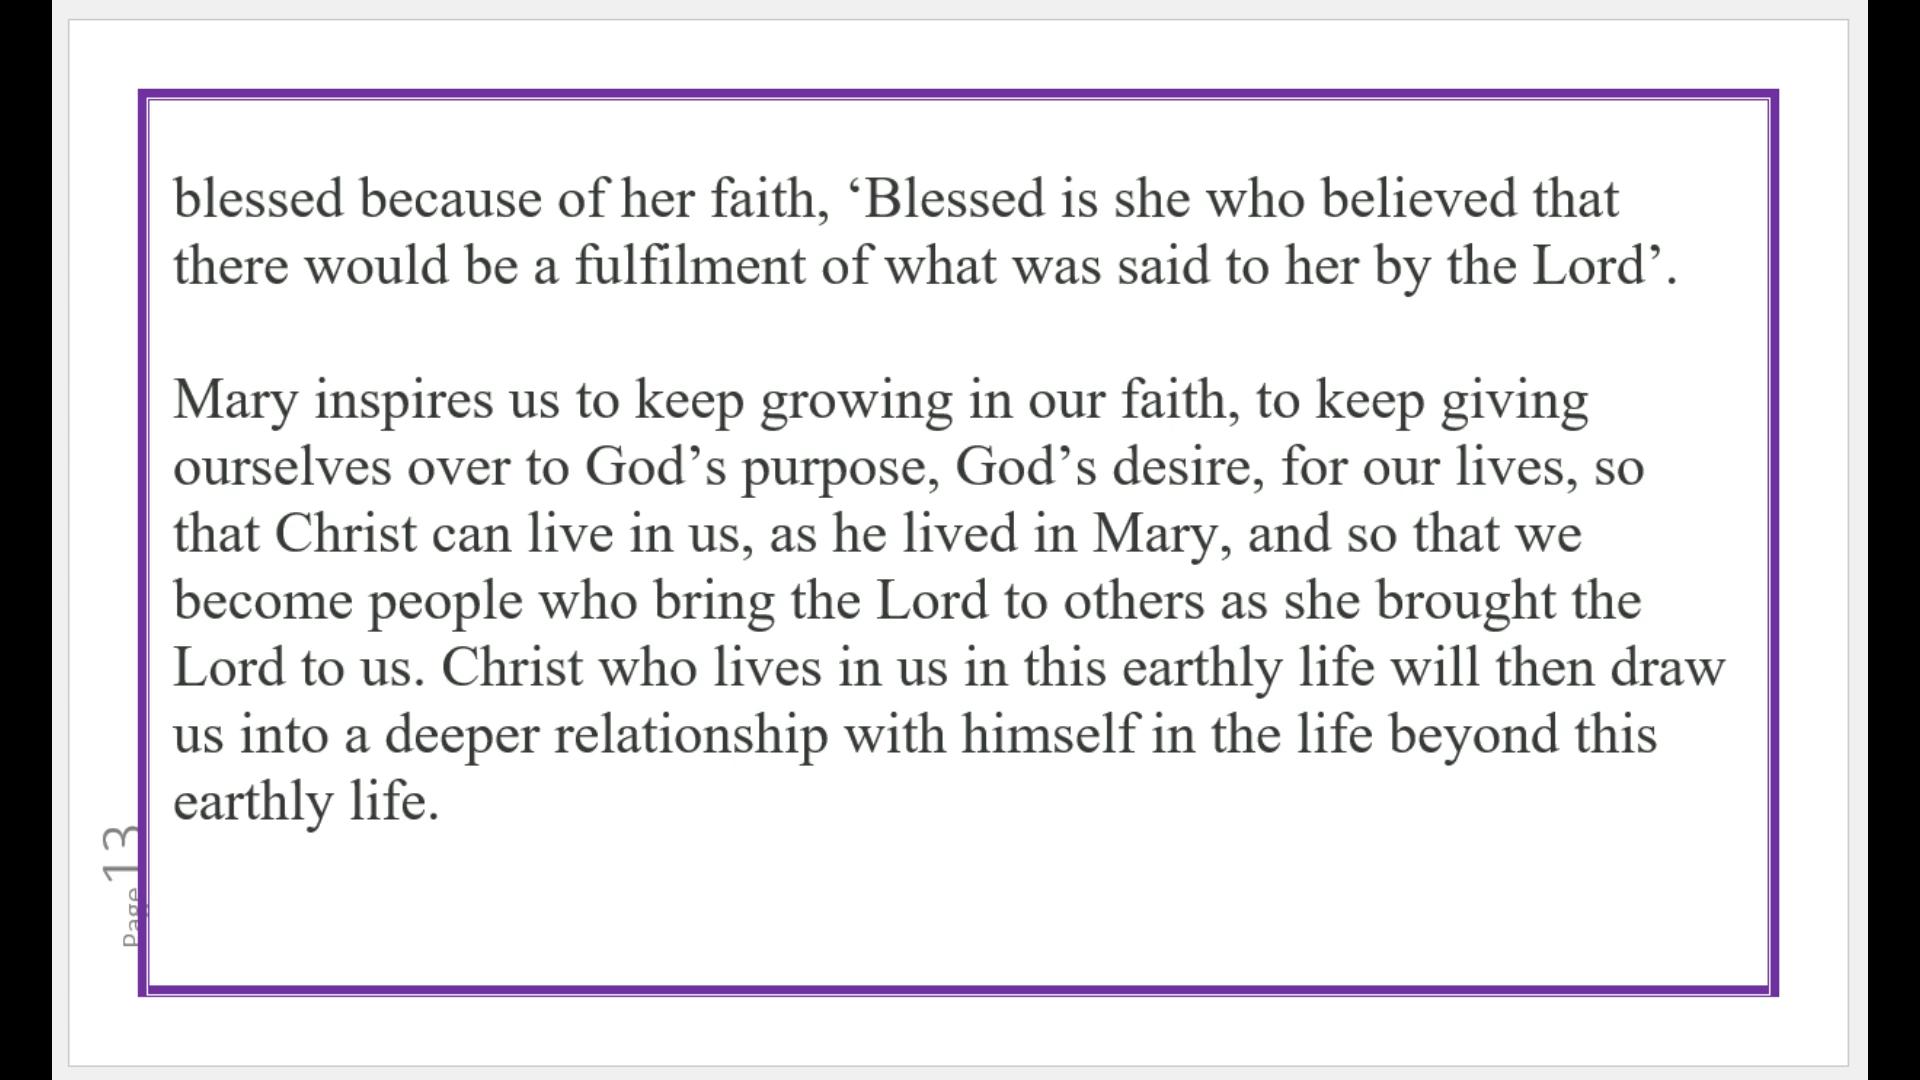 blessed because of her faith, ‘Blessed is she who believed that
there would be a fulfilment of what was said to her by the Lord’.
Mary inspires us to keep growing in our faith, to keep giving
ourselves over to God’s purpose, God’s desire, for our lives, so
that Christ can live in us, as he lived in Mary, and so that we
become people who bring the Lord to others as she brought the
Lord to us. Christ who lives in us in this earthly life will then draw
us into a deeper relationship with himself in the life beyond this
earthly life.
Page 13